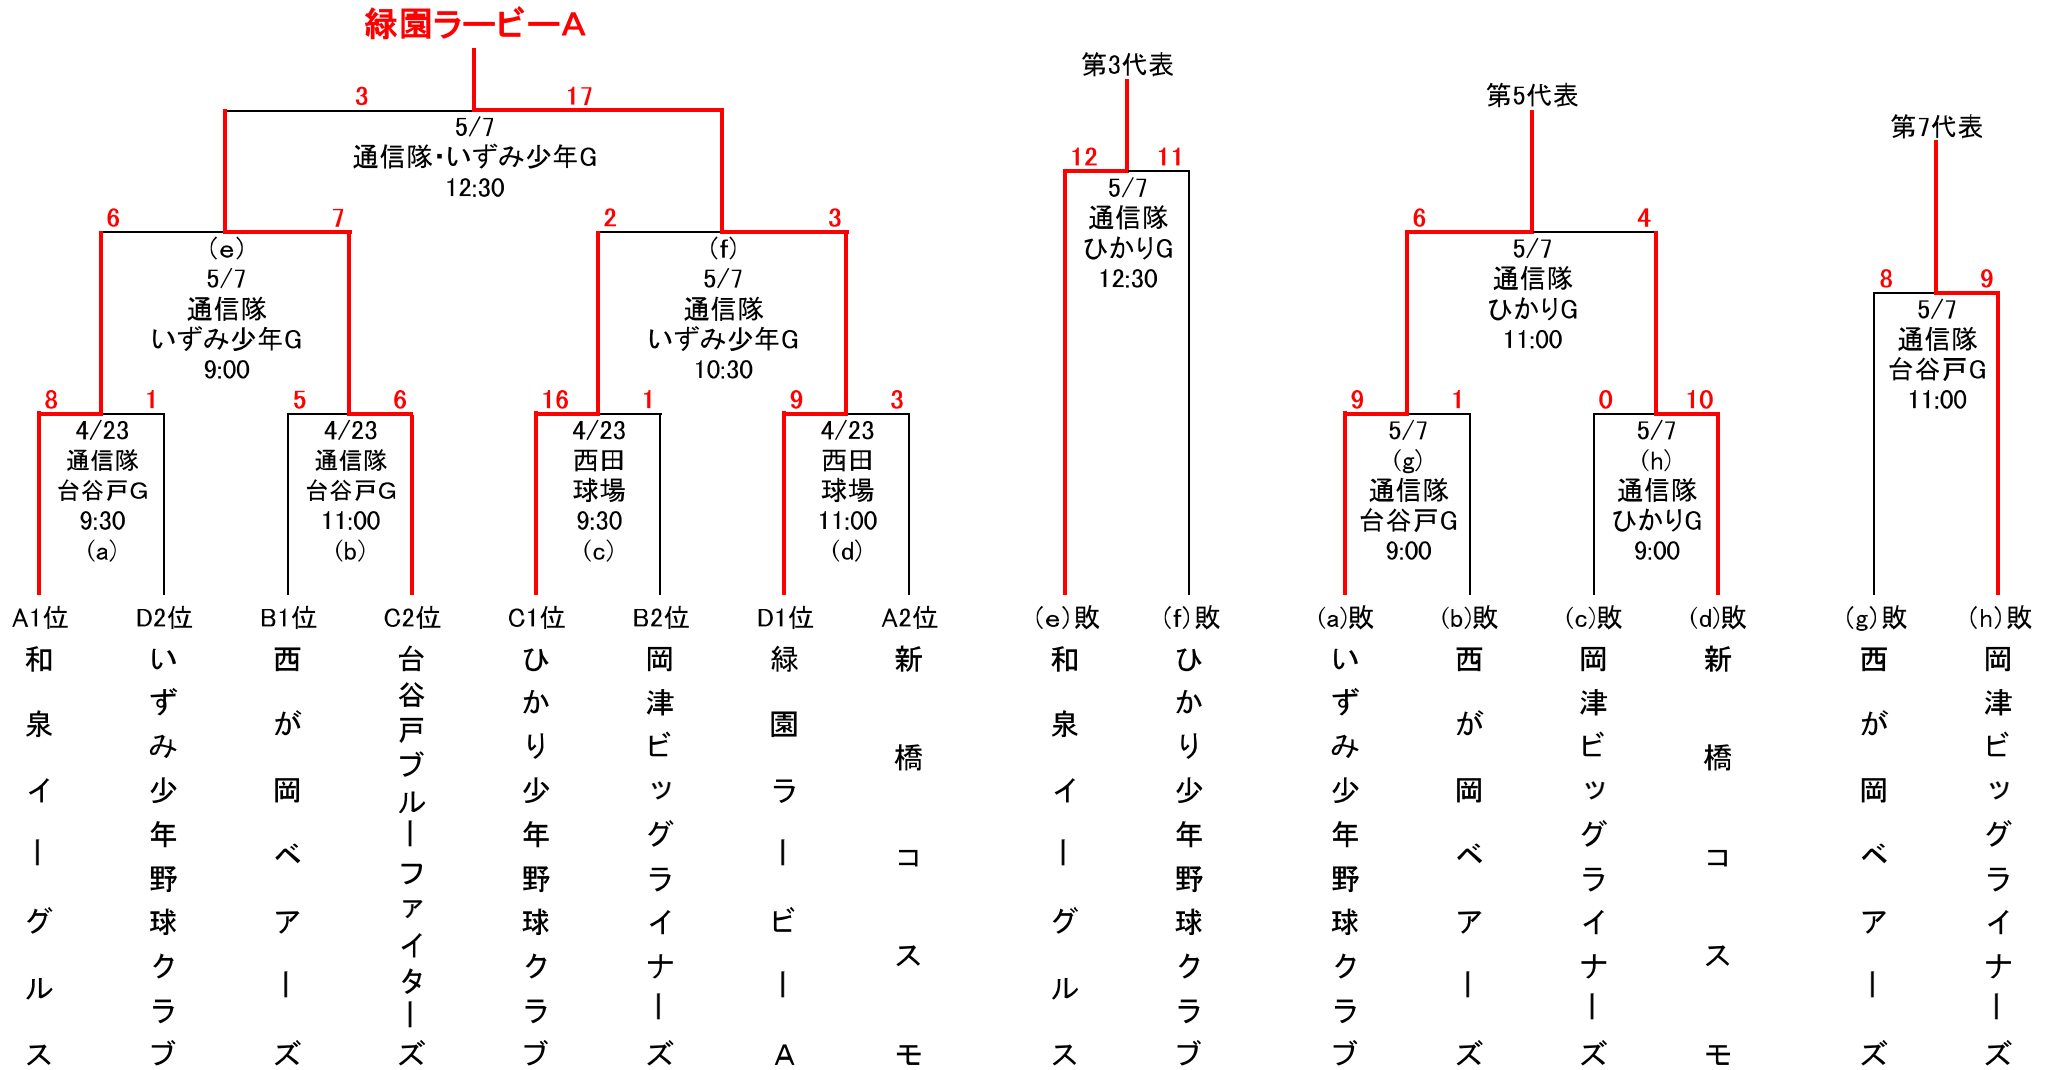 緑園ラービーA
3 17
5/7
通信隊・いずみ少年G
12:30
6 7
(e)
5/7
通信隊
いずみ少年G
9:00
2 3
(f)
5/7
通信隊
いずみ少年G
10:30
8 1
4/23
通信隊
台谷戸G
9:30
(a)
5 6
4/23
通信隊
台谷戸G
11:00
(b)
16 1
4/23
西田
球場
9:30
(c)
9 3
4/23
西田
球場
11:00
(d)
A1位
和泉イーグルス
D2位
いずみ少年野球クラブ
B1位
西が岡ベアーズ
C2位
台谷戸ブルーファイターズ
C1位
ひかり少年野球クラブ
B2位
岡津ビッグライナーズ
D1位
緑園ラービーA
A2位
新橋コスモ
第3代表
12 11
5/7
通信隊
ひかりG
12:30
(e)敗
和泉イーグルス
(f)敗
ひかり少年野球クラブ
第5代表
6 4
5/7
通信隊
ひかりG
11:00
9 1
5/7
(g)
通信隊
台谷戸G
9:00
0 10
5/7
(h)
通信隊
ひかりG
9:00
(a)敗
いずみ少年野球クラブ
(b)敗
西が岡ベアーズ
(c)敗
岡津ビッグライナーズ
(d)敗
新橋コスモ
第7代表
8 9
5/7
通信隊
台谷戸G
11:00
(g)敗
西が岡ベアーズ
(h)敗
岡津ビッグライナーズ